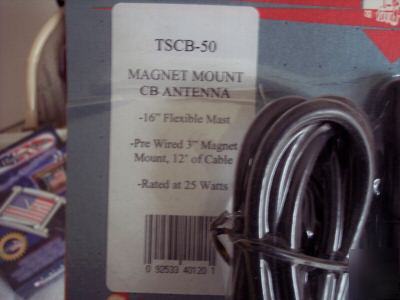 TSCB-50
MAGNET MOUNT
CB ANTENNA
-16" Flexible Mast
-Pre Wired 3" Magnet
Mount, 12' of Cable
-Rated at 25 Watts
0 92533 40120 1